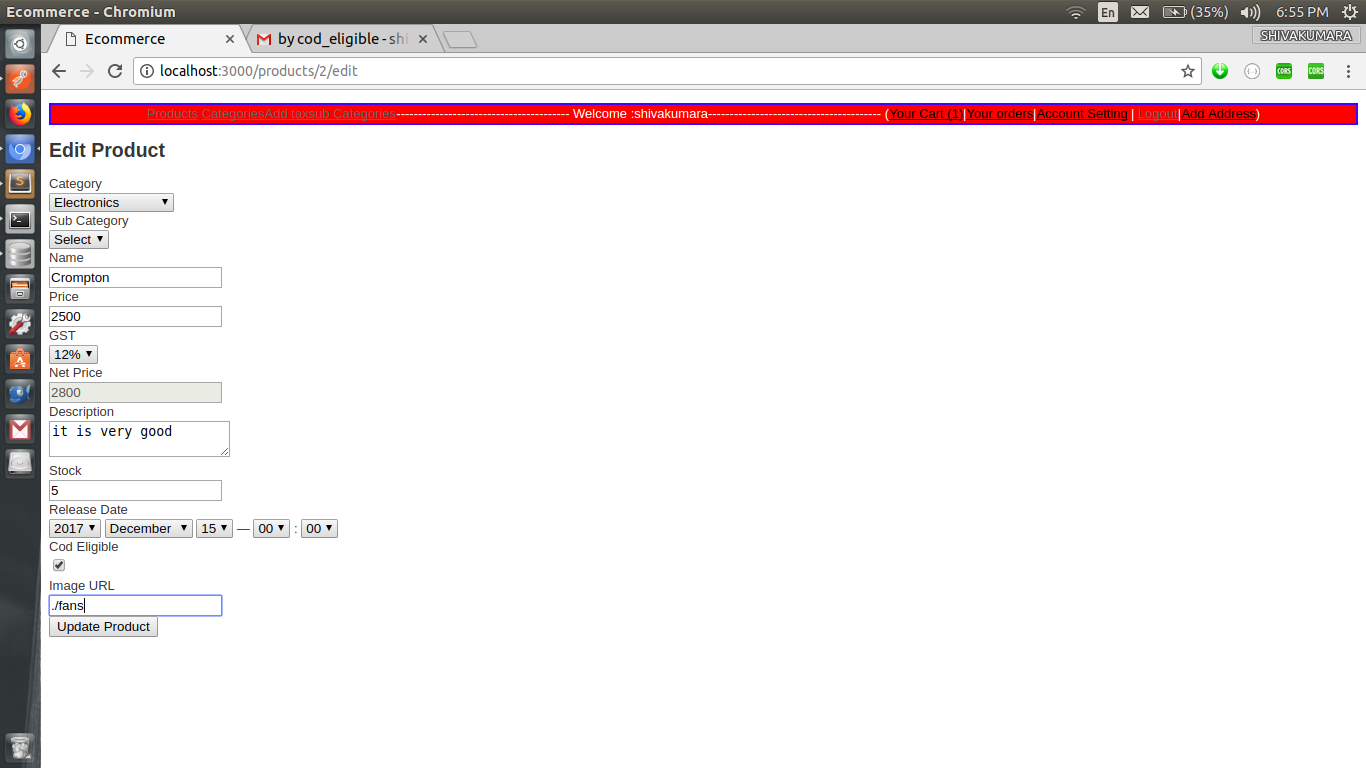 Ecommerce - Chromium
En
(35%)
6:55 PM
Ecommerce
by cod_eligible - shi
SHIVAKUMARA
localhost:3000/products/2/edit
CORS
CORS
Products CategoriesAdd taxsub Categories--------------------------------------- Welcome :shivakumara--------------------------------------- (Your Cart (1)|Your orders|Account Setting | Logout|Add Address)
Edit Product
Category
Electronics
Sub Category
Select
Name
Crompton
Price
2500
GST
12%
Net Price
2800
Description
it is very good
Stock
5
Release Date
2017 December 15 — 00 : 00
Cod Eligible
Image URL
./fans
Update Product